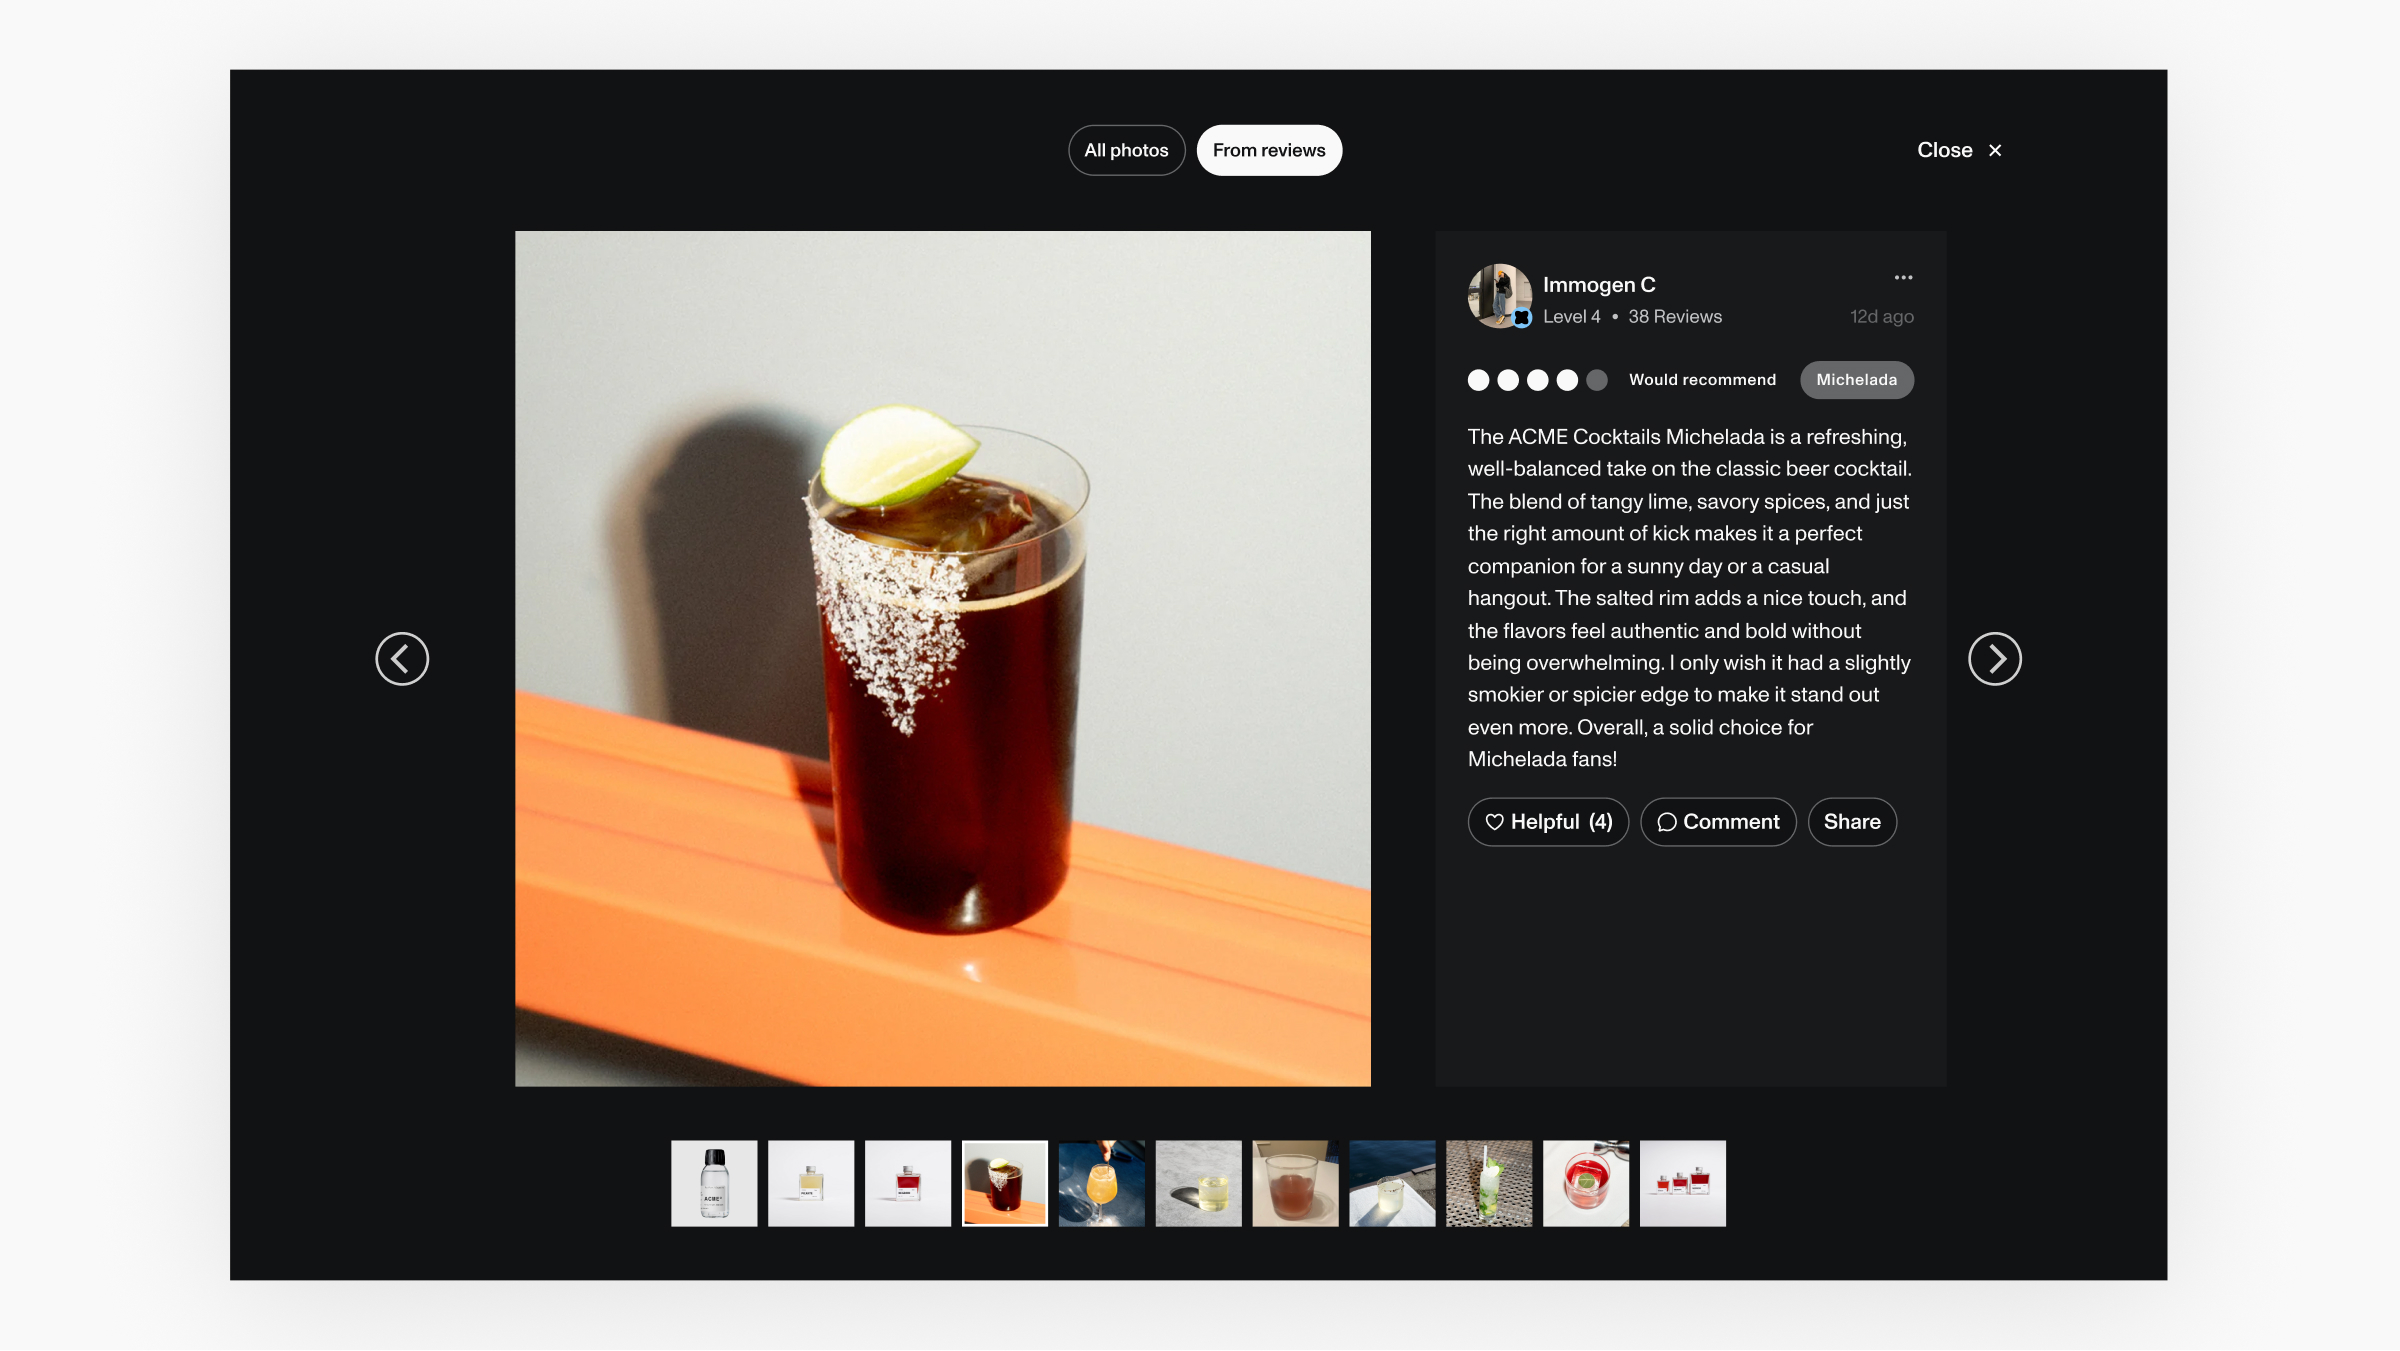 All photos
From reviews
Close
Immogen C
Level 4 • 38 Reviews
12d ago
Would recommend
Michelada
The ACME Cocktails Michelada is a refreshing,
well-balanced take on the classic beer cocktail.
The blend of tangy lime, savory spices, and just
the right amount of kick makes it a perfect
companion for a sunny day or a casual
hangout. The salted rim adds a nice touch, and
the flavors feel authentic and bold without
being overwhelming. I only wish it had a slightly
smokier or spicier edge to make it stand out
even more. Overall, a solid choice for
Michelada fans!
Helpful (4)
Comment
Share
ACME